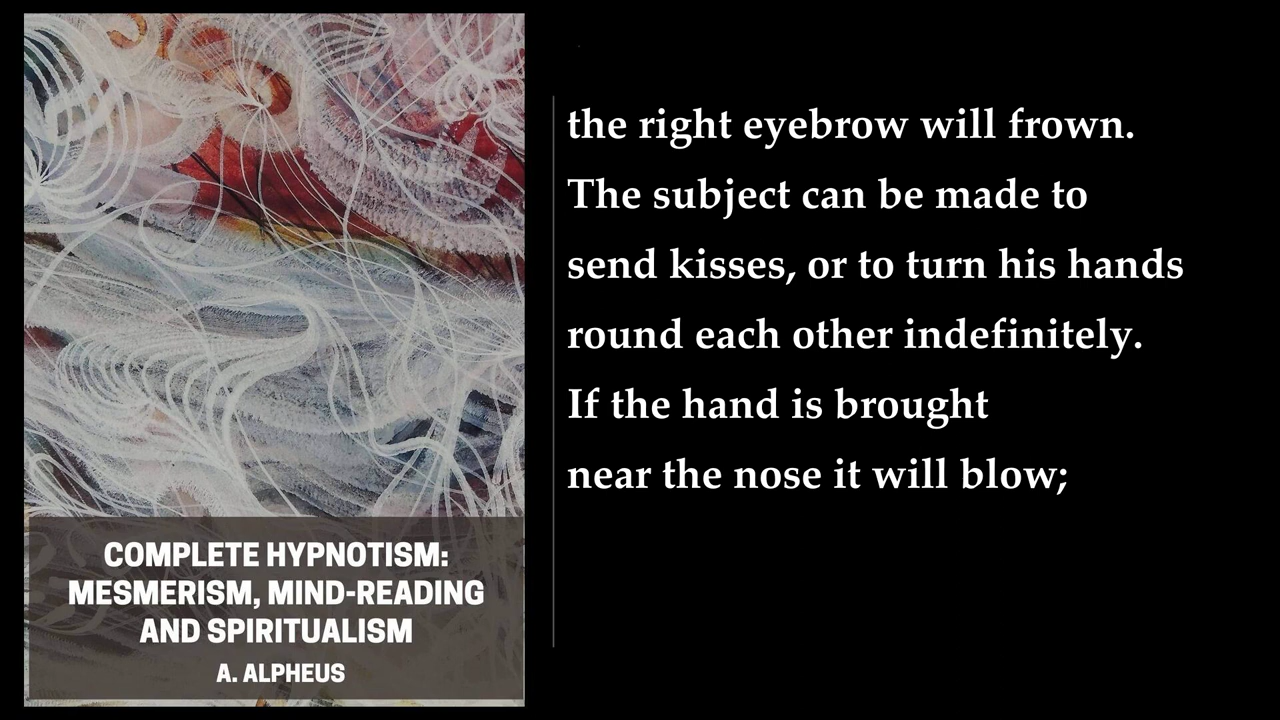 the right eyebrow will frown.
The subject can be made to
send kisses, or to turn his hands
round each other indefinitely.
If the hand is brought
near the nose it will blow;
COMPLETE HYPNOTISM:
MESMERISM, MIND-READING
AND SPIRITUALISM
A. ALPHEUS